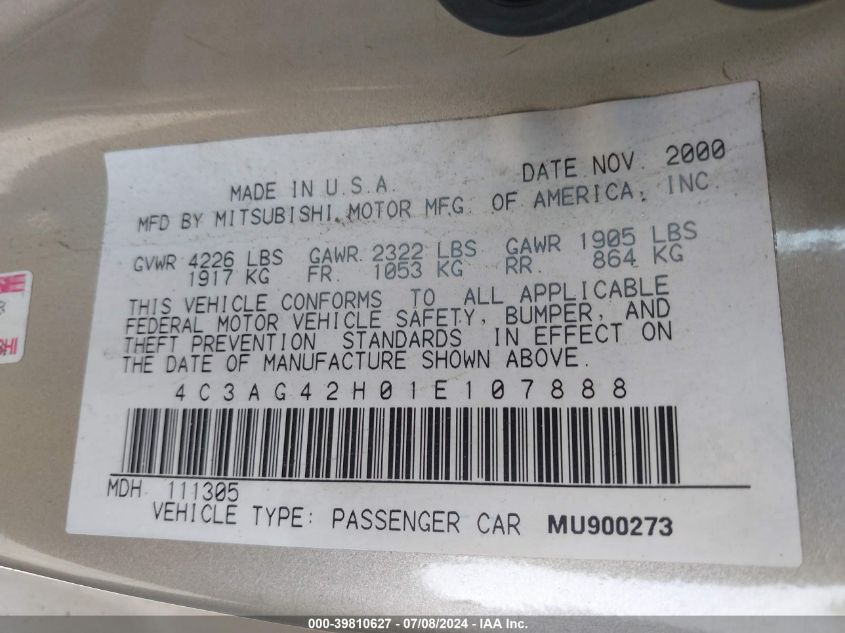 MADE IN U.S.A. DATE NOV. 2000
MFD BY MITSUBISHI MOTOR MFG. OF AMERICA, INC.
GVWR 4226 LBS GAWR 2322 LBS GAWR 1905 LBS
1917 KG FR. 1053 KG RR. 864 KG
THIS VEHICLE CONFORMS TO ALL APPLICABLE
FEDERAL MOTOR VEHICLE SAFETY, BUMPER, AND
THEFT PREVENTION STANDARDS IN EFFECT ON
THE DATE OF MANUFACTURE SHOWN ABOVE.
4C3AG42H01E107888
MDH 111305
VEHICLE TYPE: PASSENGER CAR MU900273
000-39810627 - 07/08/2024 - IAA Inc.